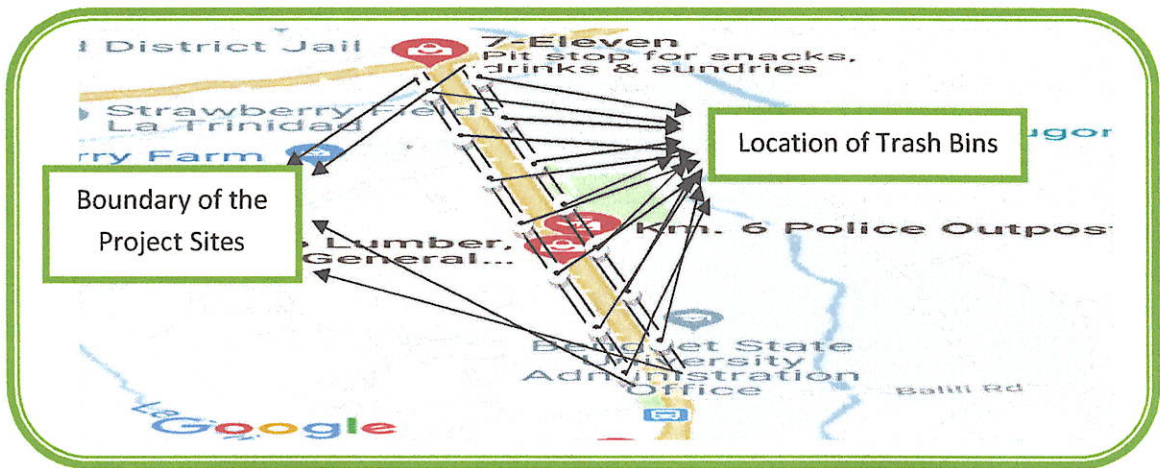 d District Jail
7-Eleven
Pit stop for snacks,
drinks & sundries
Strawberry Fields
La Trinidad
rry Farm
Location of Trash Bins
ugor
Boundary of the
Project Sites
Lumber,
General...
Km. 6 Police Outpos
Benguet State
University
Administration
Office
Balili Rd
Google